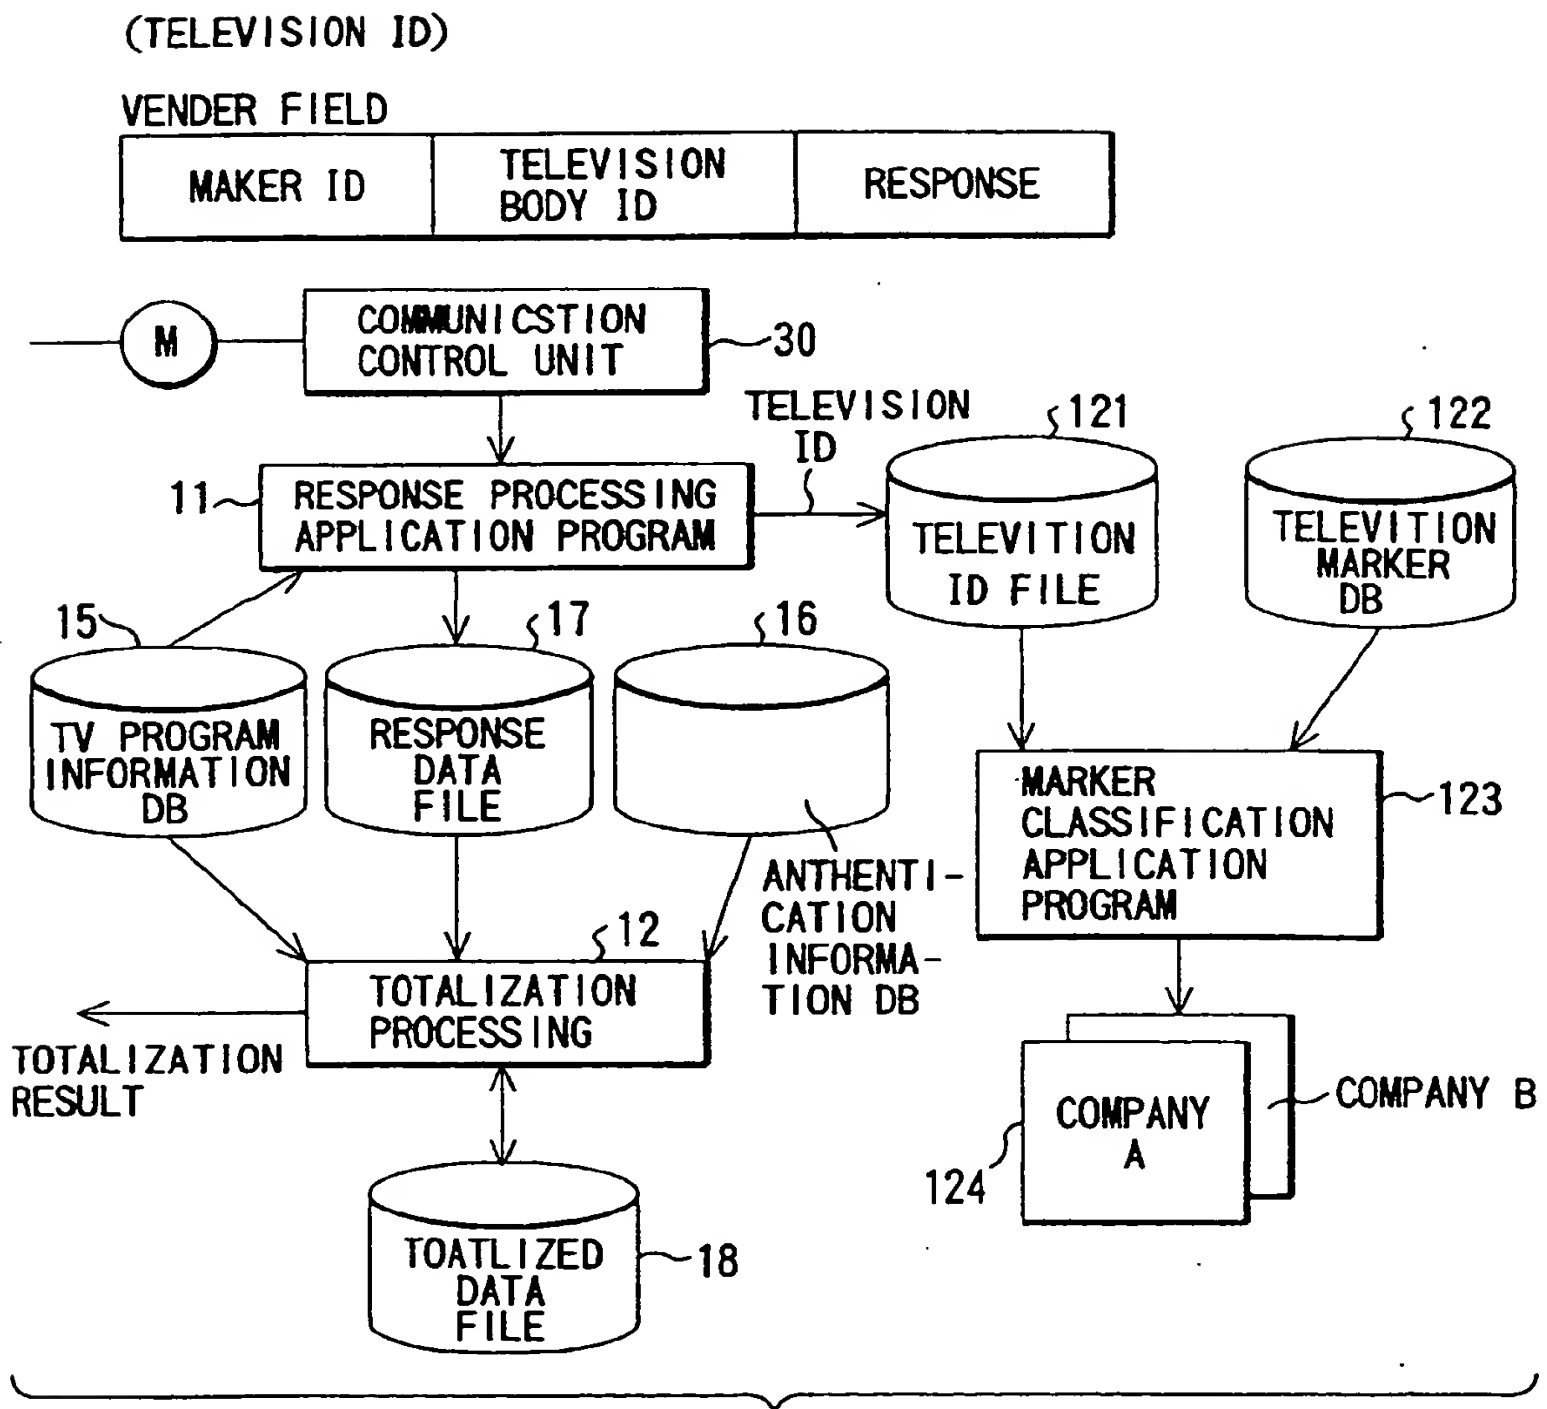 (TELEVISION ID)
VENDER FIELD
MAKER ID
TELEVISION
BODY ID
RESPONSE
M
COMMUNICSTION
CONTROL UNIT
30
TELEVISION
ID
121
122
11
RESPONSE PROCESSING
APPLICATION PROGRAM
TELEVITION
ID FILE
TELEVITION
MARKER
DB
15
17
16
TV PROGRAM
INFORMATION
DB
RESPONSE
DATA
FILE
ANTHENTI-
CATION
INFORMA-
TION DB
MARKER
CLASSIFICATION
APPLICATION
PROGRAM
123
12
TOTALIZATION
PROCESSING
TOTALIZATION
RESULT
COMPANY
A
COMPANY B
124
TOATLIZED
DATA
FILE
18